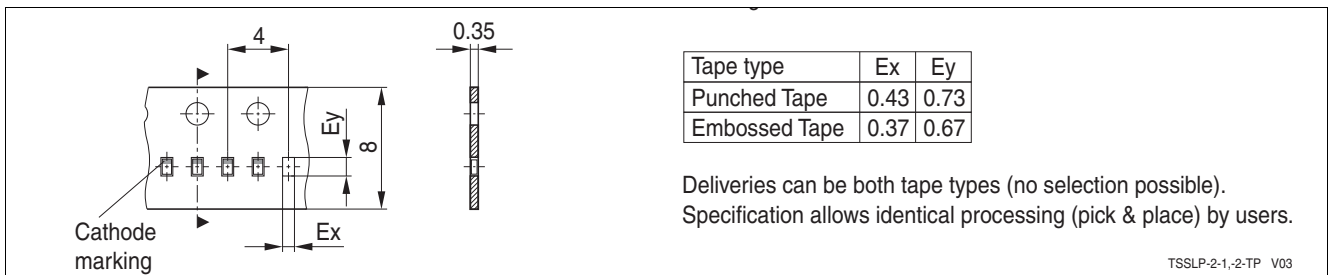 4
0.35
Ey
8
Cathode
marking
Ex
Tape type Ex Ey
Punched Tape 0.43 0.73
Embossed Tape 0.37 0.67
Deliveries can be both tape types (no selection possible).
Specification allows identical processing (pick & place) by users.
TSSLP-2-1,-2-TP V03